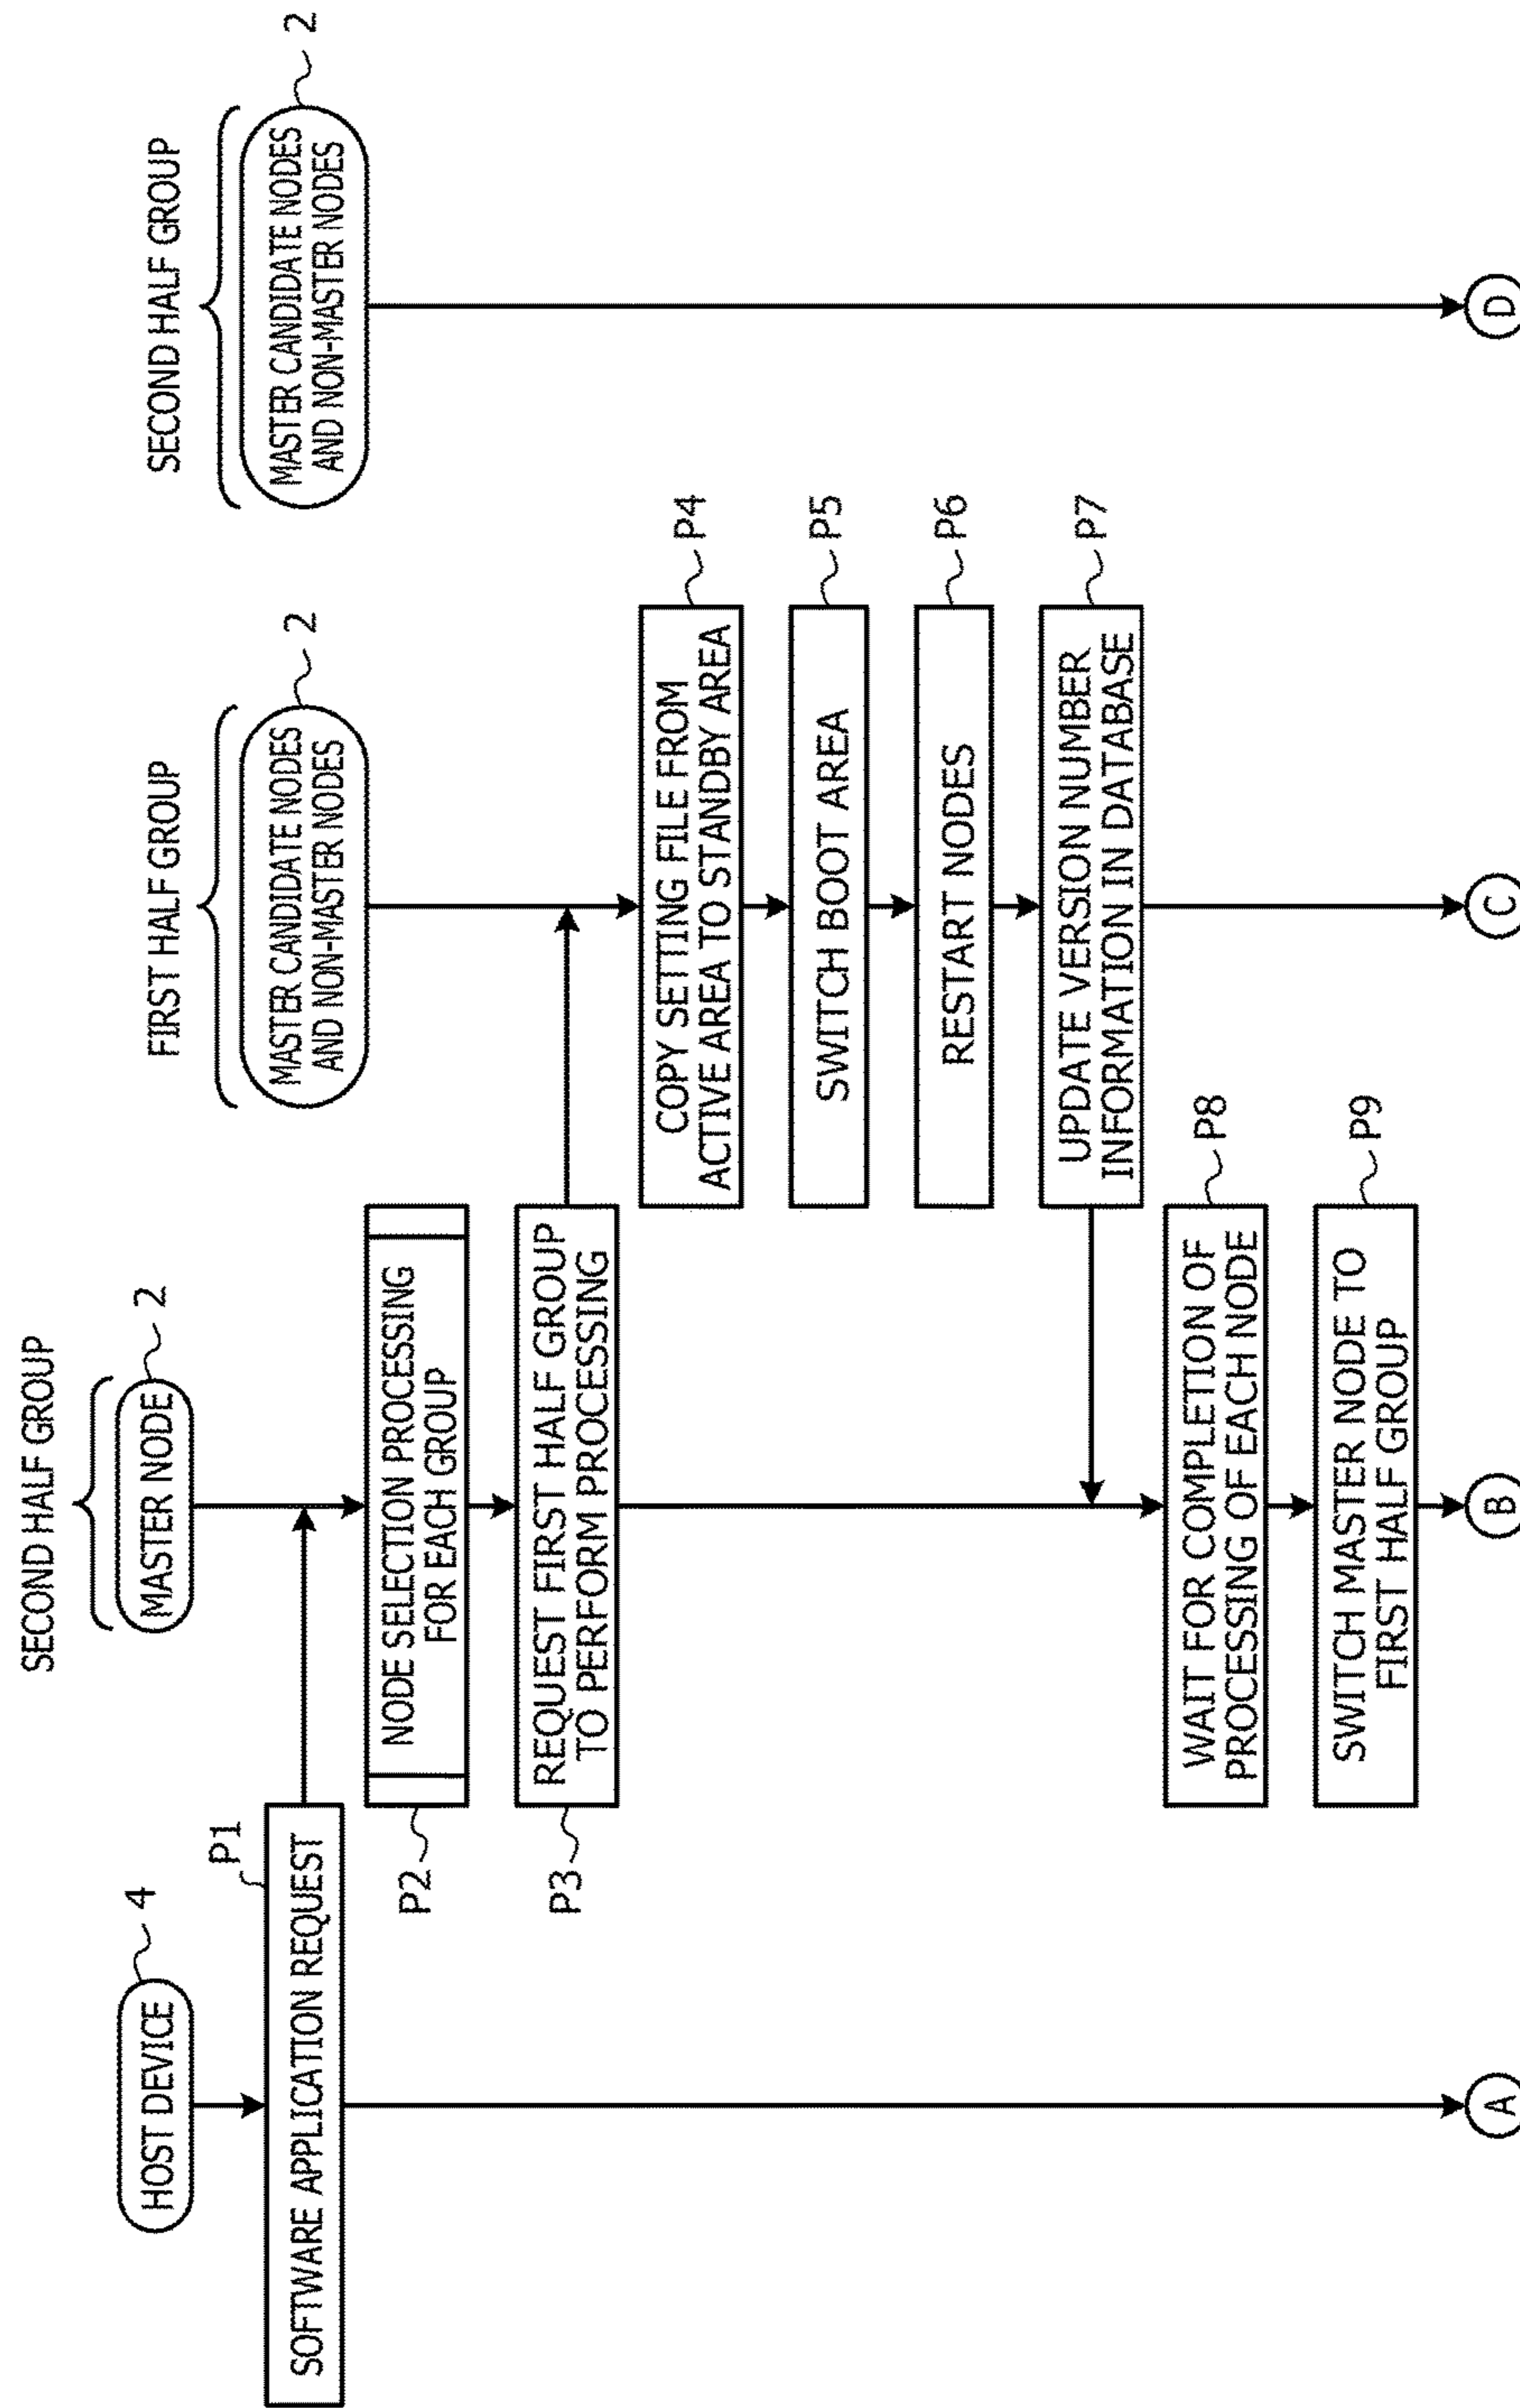 SECOND HALF GROUP
FIRST HALF GROUP
SECOND HALF GROUP
HOST DEVICE
4
MASTER NODE
2
MASTER CANDIDATE NODES
AND NON-MASTER NODES
2
MASTER CANDIDATE NODES
AND NON-MASTER NODES
2
P1
SOFTWARE APPLICATION REQUEST
P2
NODE SELECTION PROCESSING
FOR EACH GROUP
P3
REQUEST FIRST HALF GROUP
TO PERFORM PROCESSING
P4
COPY SETTING FILE FROM
ACTIVE AREA TO STANDBY AREA
P5
SWITCH BOOT AREA
P6
RESTART NODES
P7
UPDATE VERSION NUMBER
INFORMATION IN DATABASE
P8
WAIT FOR COMPLETION OF
PROCESSING OF EACH NODE
P9
SWITCH MASTER NODE TO
FIRST HALF GROUP
A
B
C
D